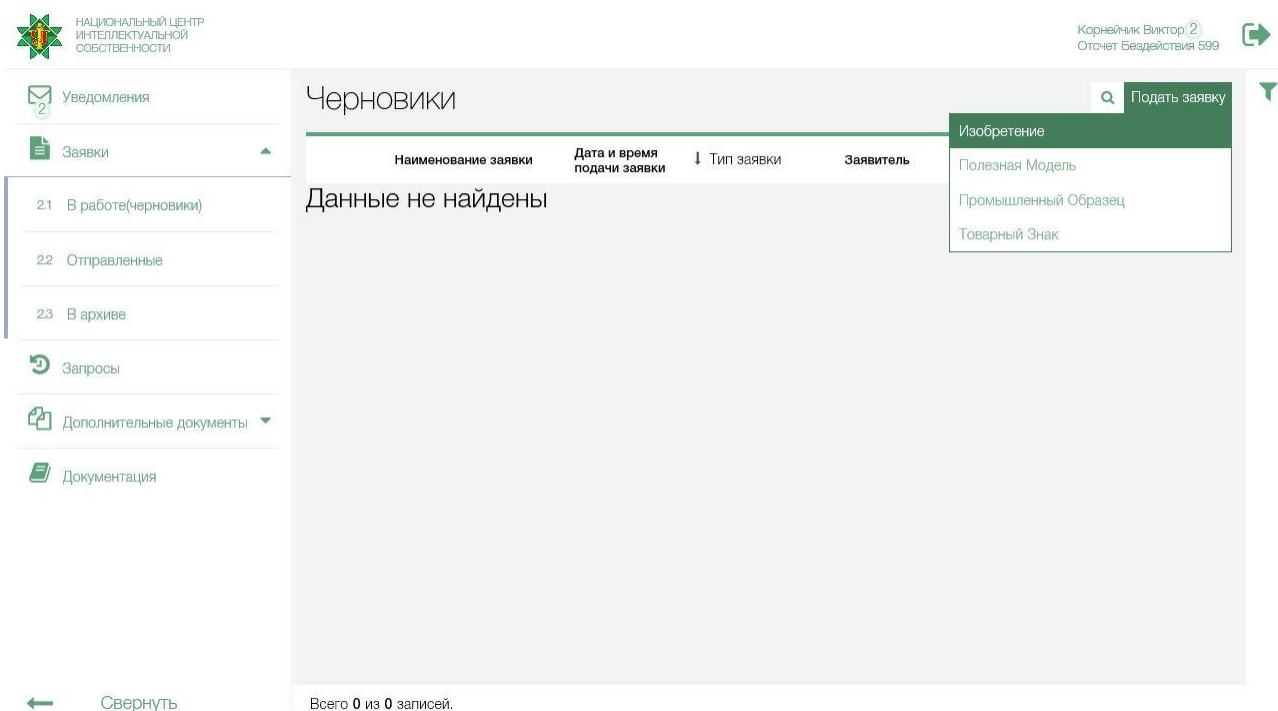 НАЦИОНАЛЬНЫЙ ЦЕНТР
ИНТЕЛЛЕКТУАЛЬНОЙ
СОБСТВЕННОСТИ
Корнейчик Виктор 2
Отсчет Бездействия 599
Уведомления
2
Заявки
2.1 В работе(черновики)
2.2 Отправленные
2.3 В архиве
Запросы
Дополнительные документы
Документация
Свернуть
Черновики
Подать заявку
Изобретение
Полезная Модель
Промышленный Образец
Товарный Знак
Наименование заявки
Дата и время
подачи заявки
Тип заявки
Заявитель
Данные не найдены
Всего 0 из 0 записей.